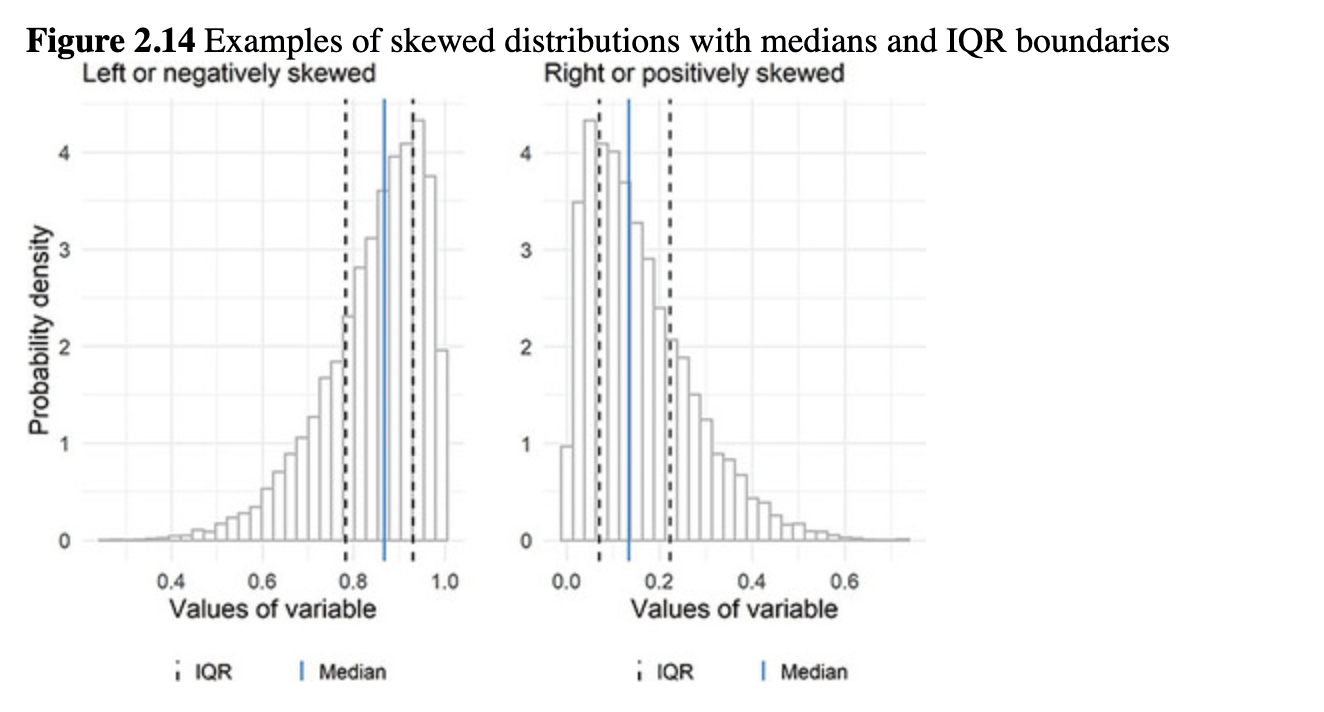 Figure 2.14 Examples of skewed distributions with medians and IQR boundaries
Left or negatively skewed
Probability density
4
3
2
1
0
0.4 0.6 0.8 1.0
Values of variable
IQR Median
Right or positively skewed
4
3
2
1
0
0.0 0.2 0.4 0.6
Values of variable
IQR Median